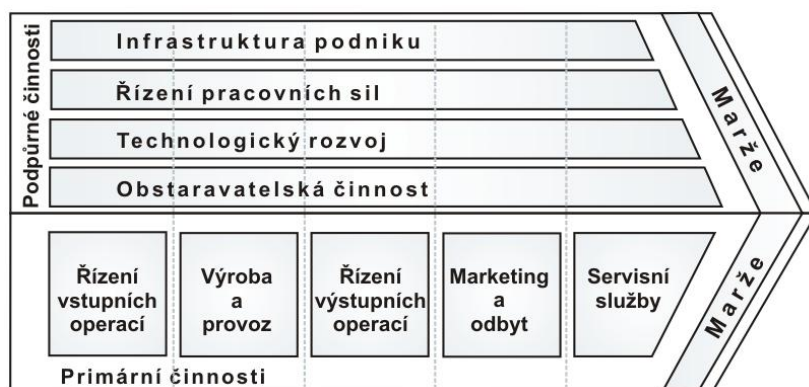 Podpůrné činnosti
Infrastruktura podniku
Řízení pracovních sil
Technologický rozvoj
Obstaravatelská činnost
Marže
Řízení
vstupních
operací
Výroba
a
provoz
Řízení
výstupních
operací
Marketing
a
odbyt
Servisní
služby
Marže
Primární činnosti